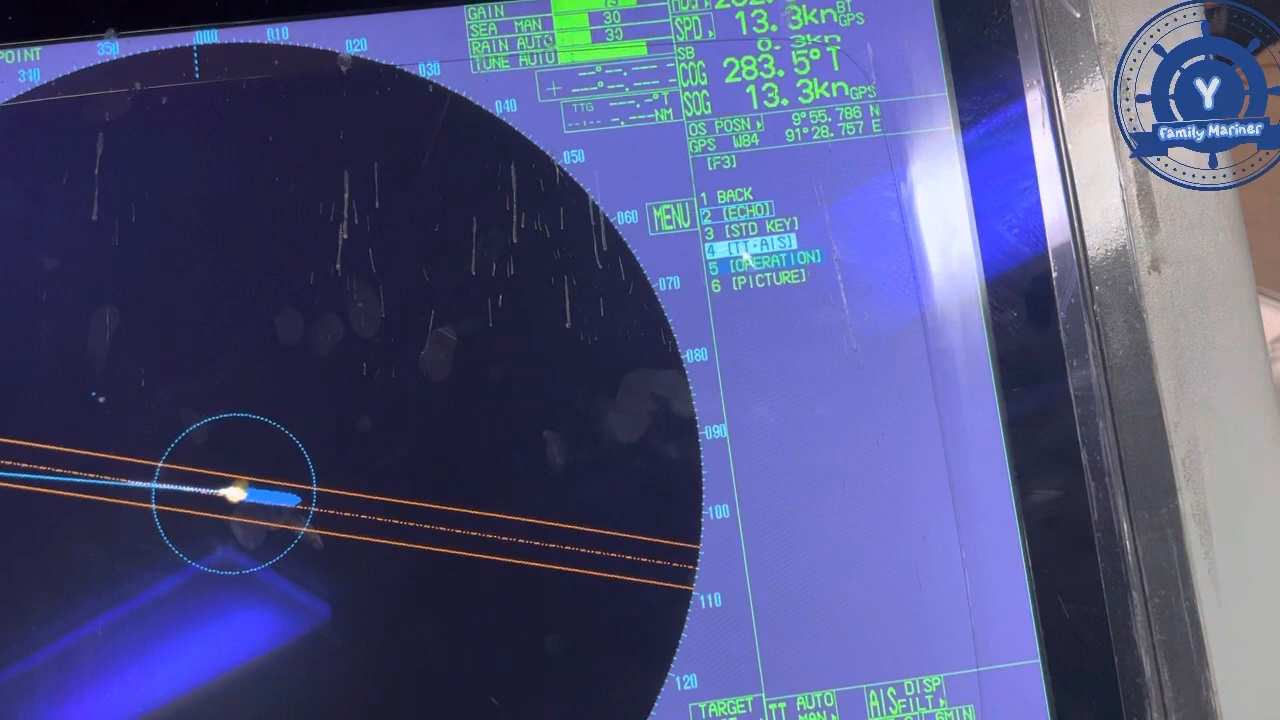 POINT
340
350
000
010
020
030
040
050
060
070
080
090
100
110
120
GAIN
SEA MAN 30
RAIN AUTO 30
TUNE AUTO
SPD 13.3kn BT
GPS
SB 0.3kn
COG 283.5°T
SOG 13.3kn GPS
+ ---°--.---
TTG ---.-°T
--:-- ---.---NM
OS POSN 9°55.786 N
GPS W84 91°28.757 E
[F3]
MENU
1 BACK
2 [ECHO]
3 [STD KEY]
4 [TT・AIS]
5 [OPERATION]
6 [PICTURE]
TARGET
TT AUTO
MAN
AIS DISP
FILT
6MIN
Y
Family Mariner